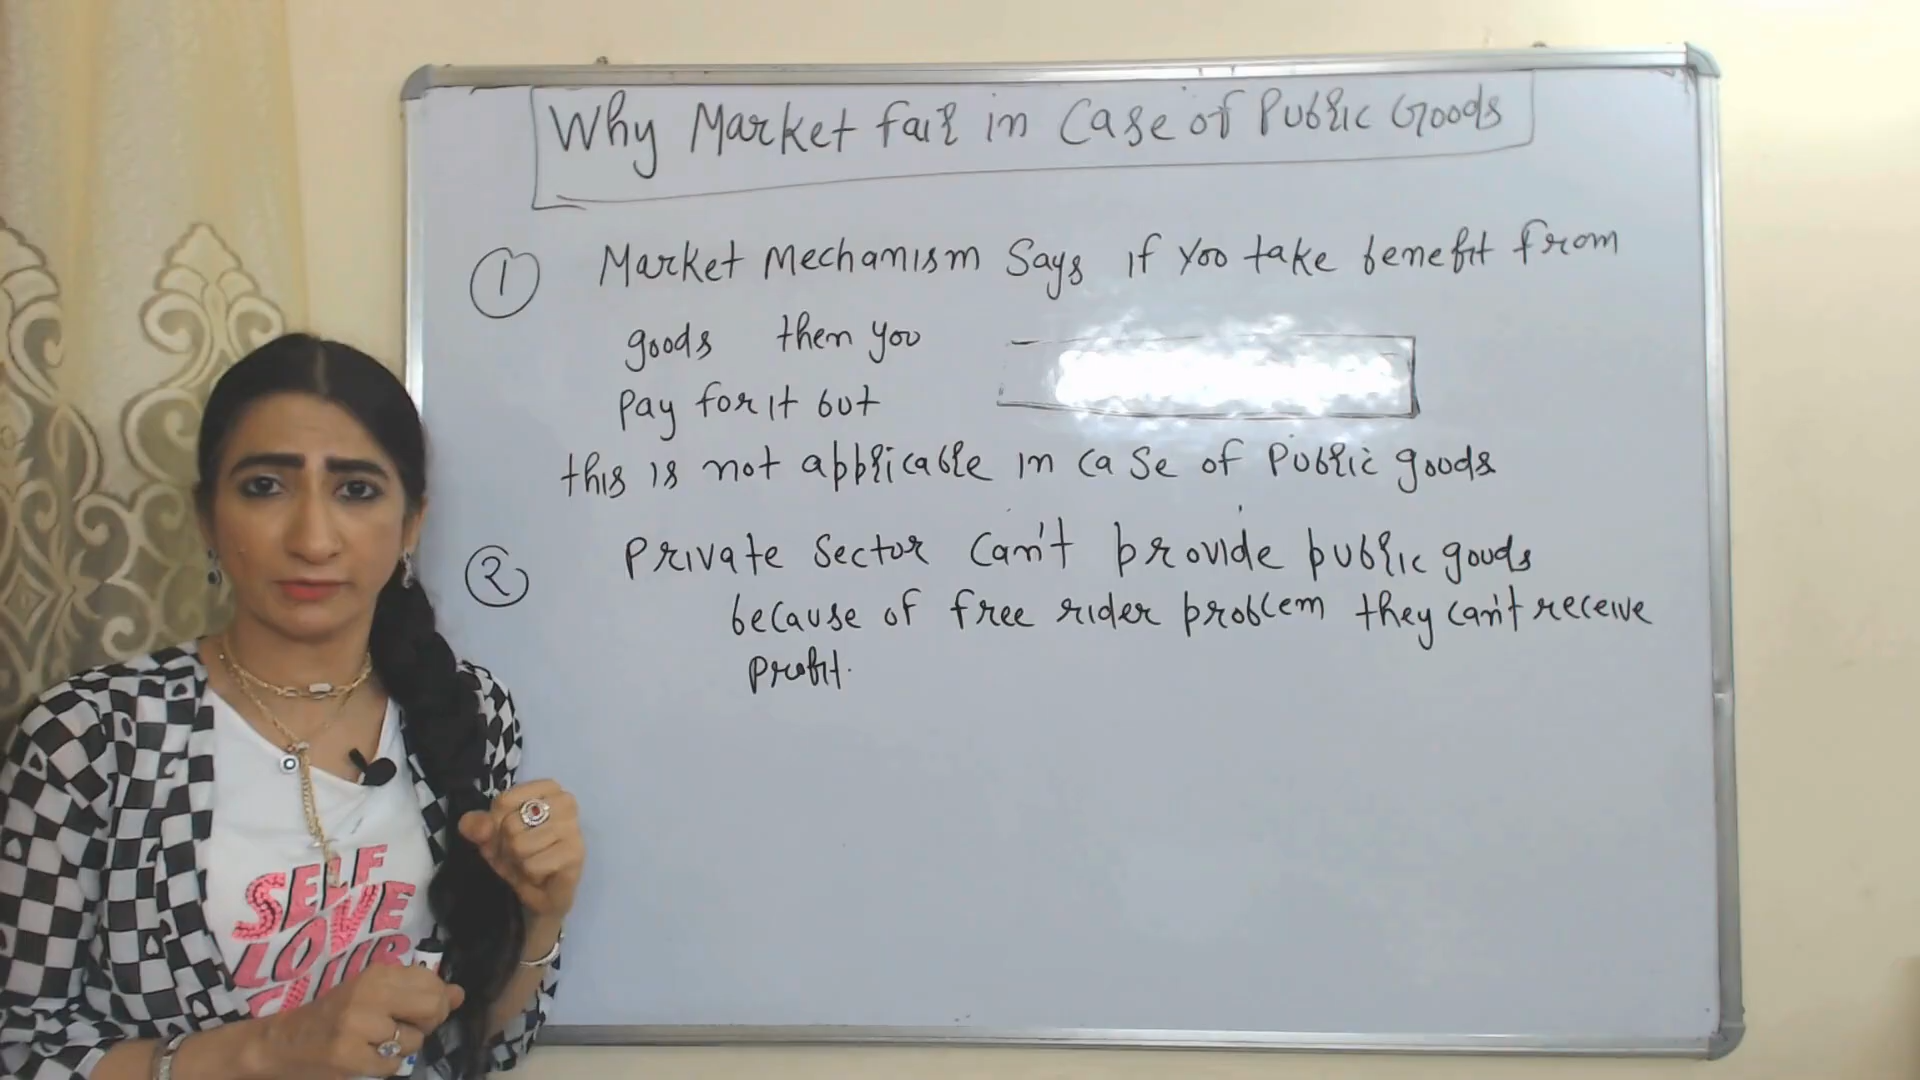 Why Market fail in Case of Public Goods
1 Market Mechanism Says if You take benefit from
goods then you
Pay for it but
this is not applicable in case of Public goods
2 Private Sector Can't provide public goods
because of free rider problem they can't receive
profit.
SELF
LOVE
CLUB